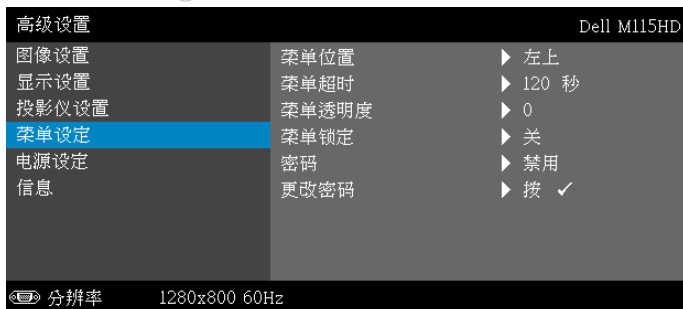 高级设置 Dell M115HD
图像设置 菜单位置 ▶ 左上
显示设置 菜单超时 ▶ 120 秒
投影仪设置 菜单透明度 ▶ 0
菜单设定 菜单锁定 ▶ 关
电源设定 密码 ▶ 禁用
信息 更改密码 ▶ 按 ✓
分辨率 1280x800 60Hz